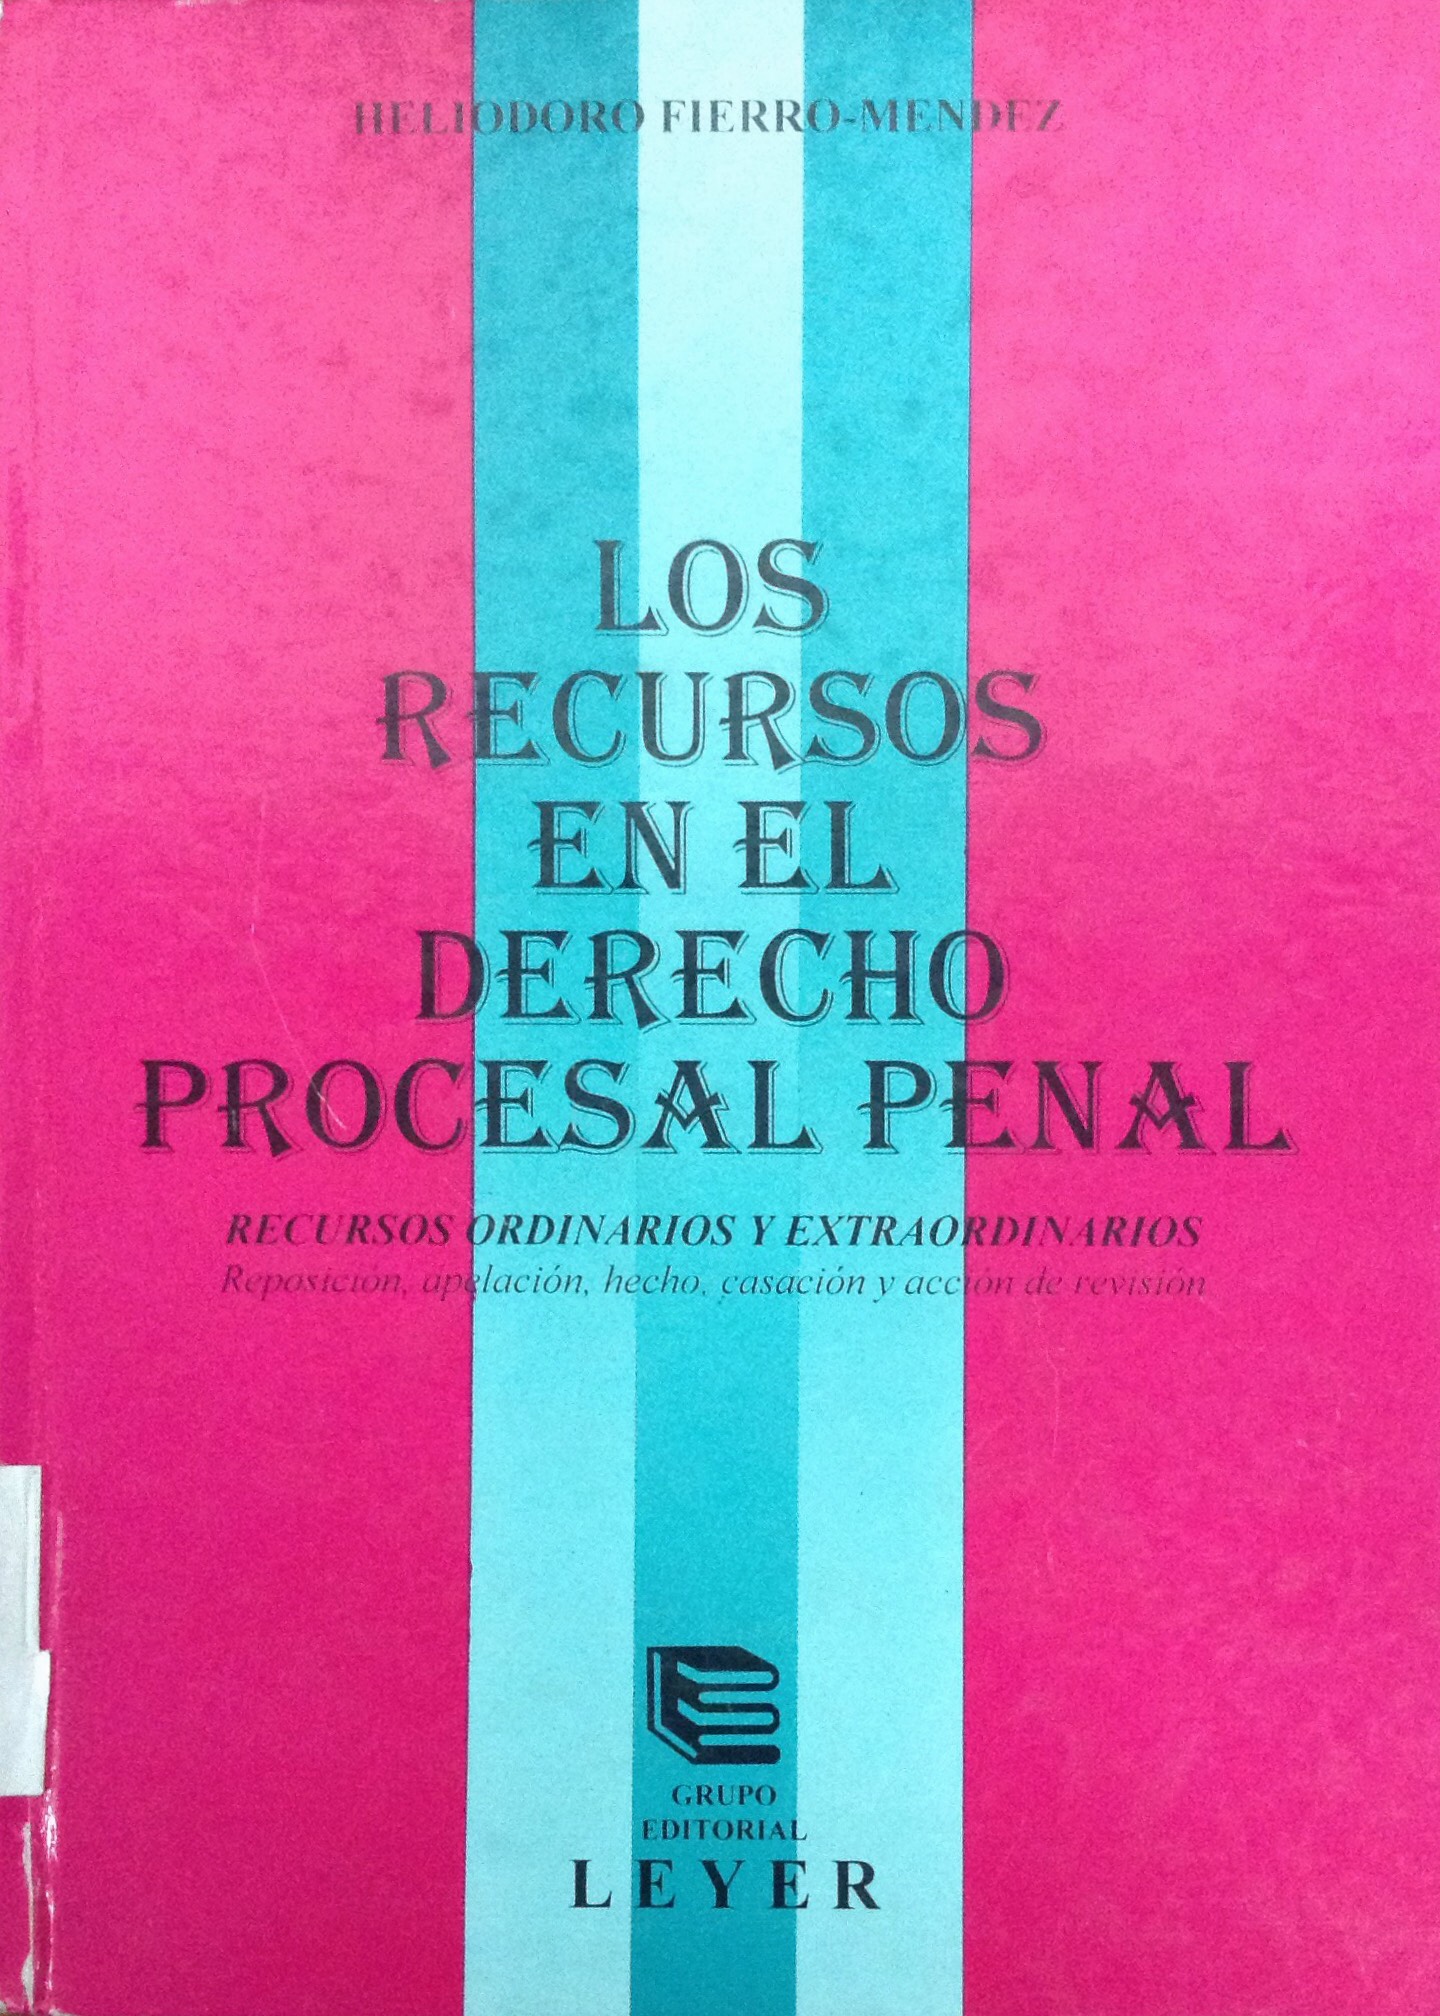 HELIODORO FIERRO-MENDEZ
LOS
RECURSOS
EN EL
DERECHO
PROCESAL PENAL
RECURSOS ORDINARIOS Y EXTRAORDINARIOS
Reposición, apelación, hecho, casación y acción de revisión
GRUPO
EDITORIAL
LEYER